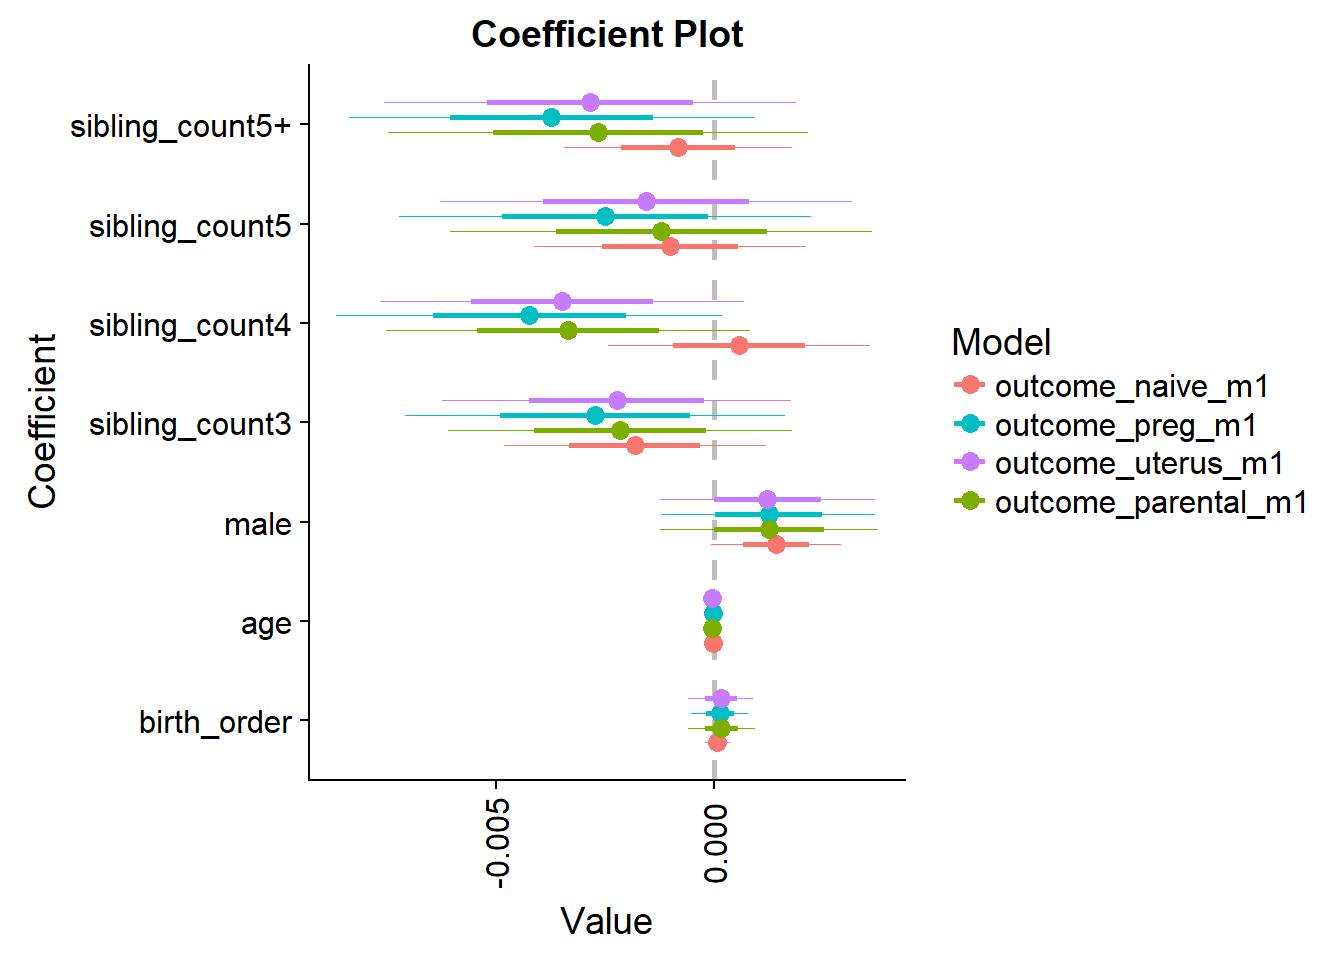 Coefficient Plot
Coefficient
sibling_count5+
sibling_count5
sibling_count4
sibling_count3
male
age
birth_order
-0.005
0.000
Value
Model
outcome_naive_m1
outcome_preg_m1
outcome_uterus_m1
outcome_parental_m1